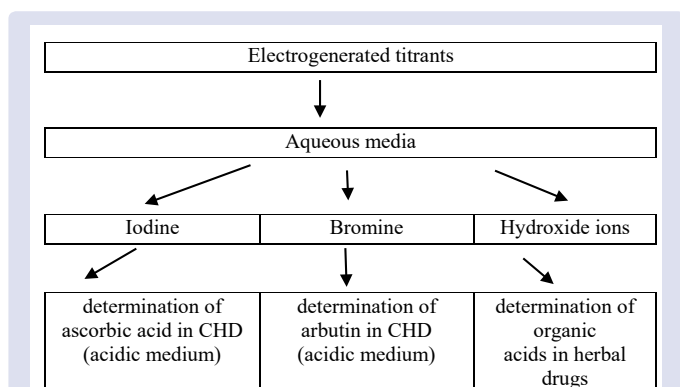 Electrogenerated titrants
Aqueous media
Iodine
Bromine
Hydroxide ions
determination of
ascorbic acid in CHD
(acidic medium)
determination of
arbutin in CHD
(acidic medium)
determination of
organic
acids in herbal
drugs